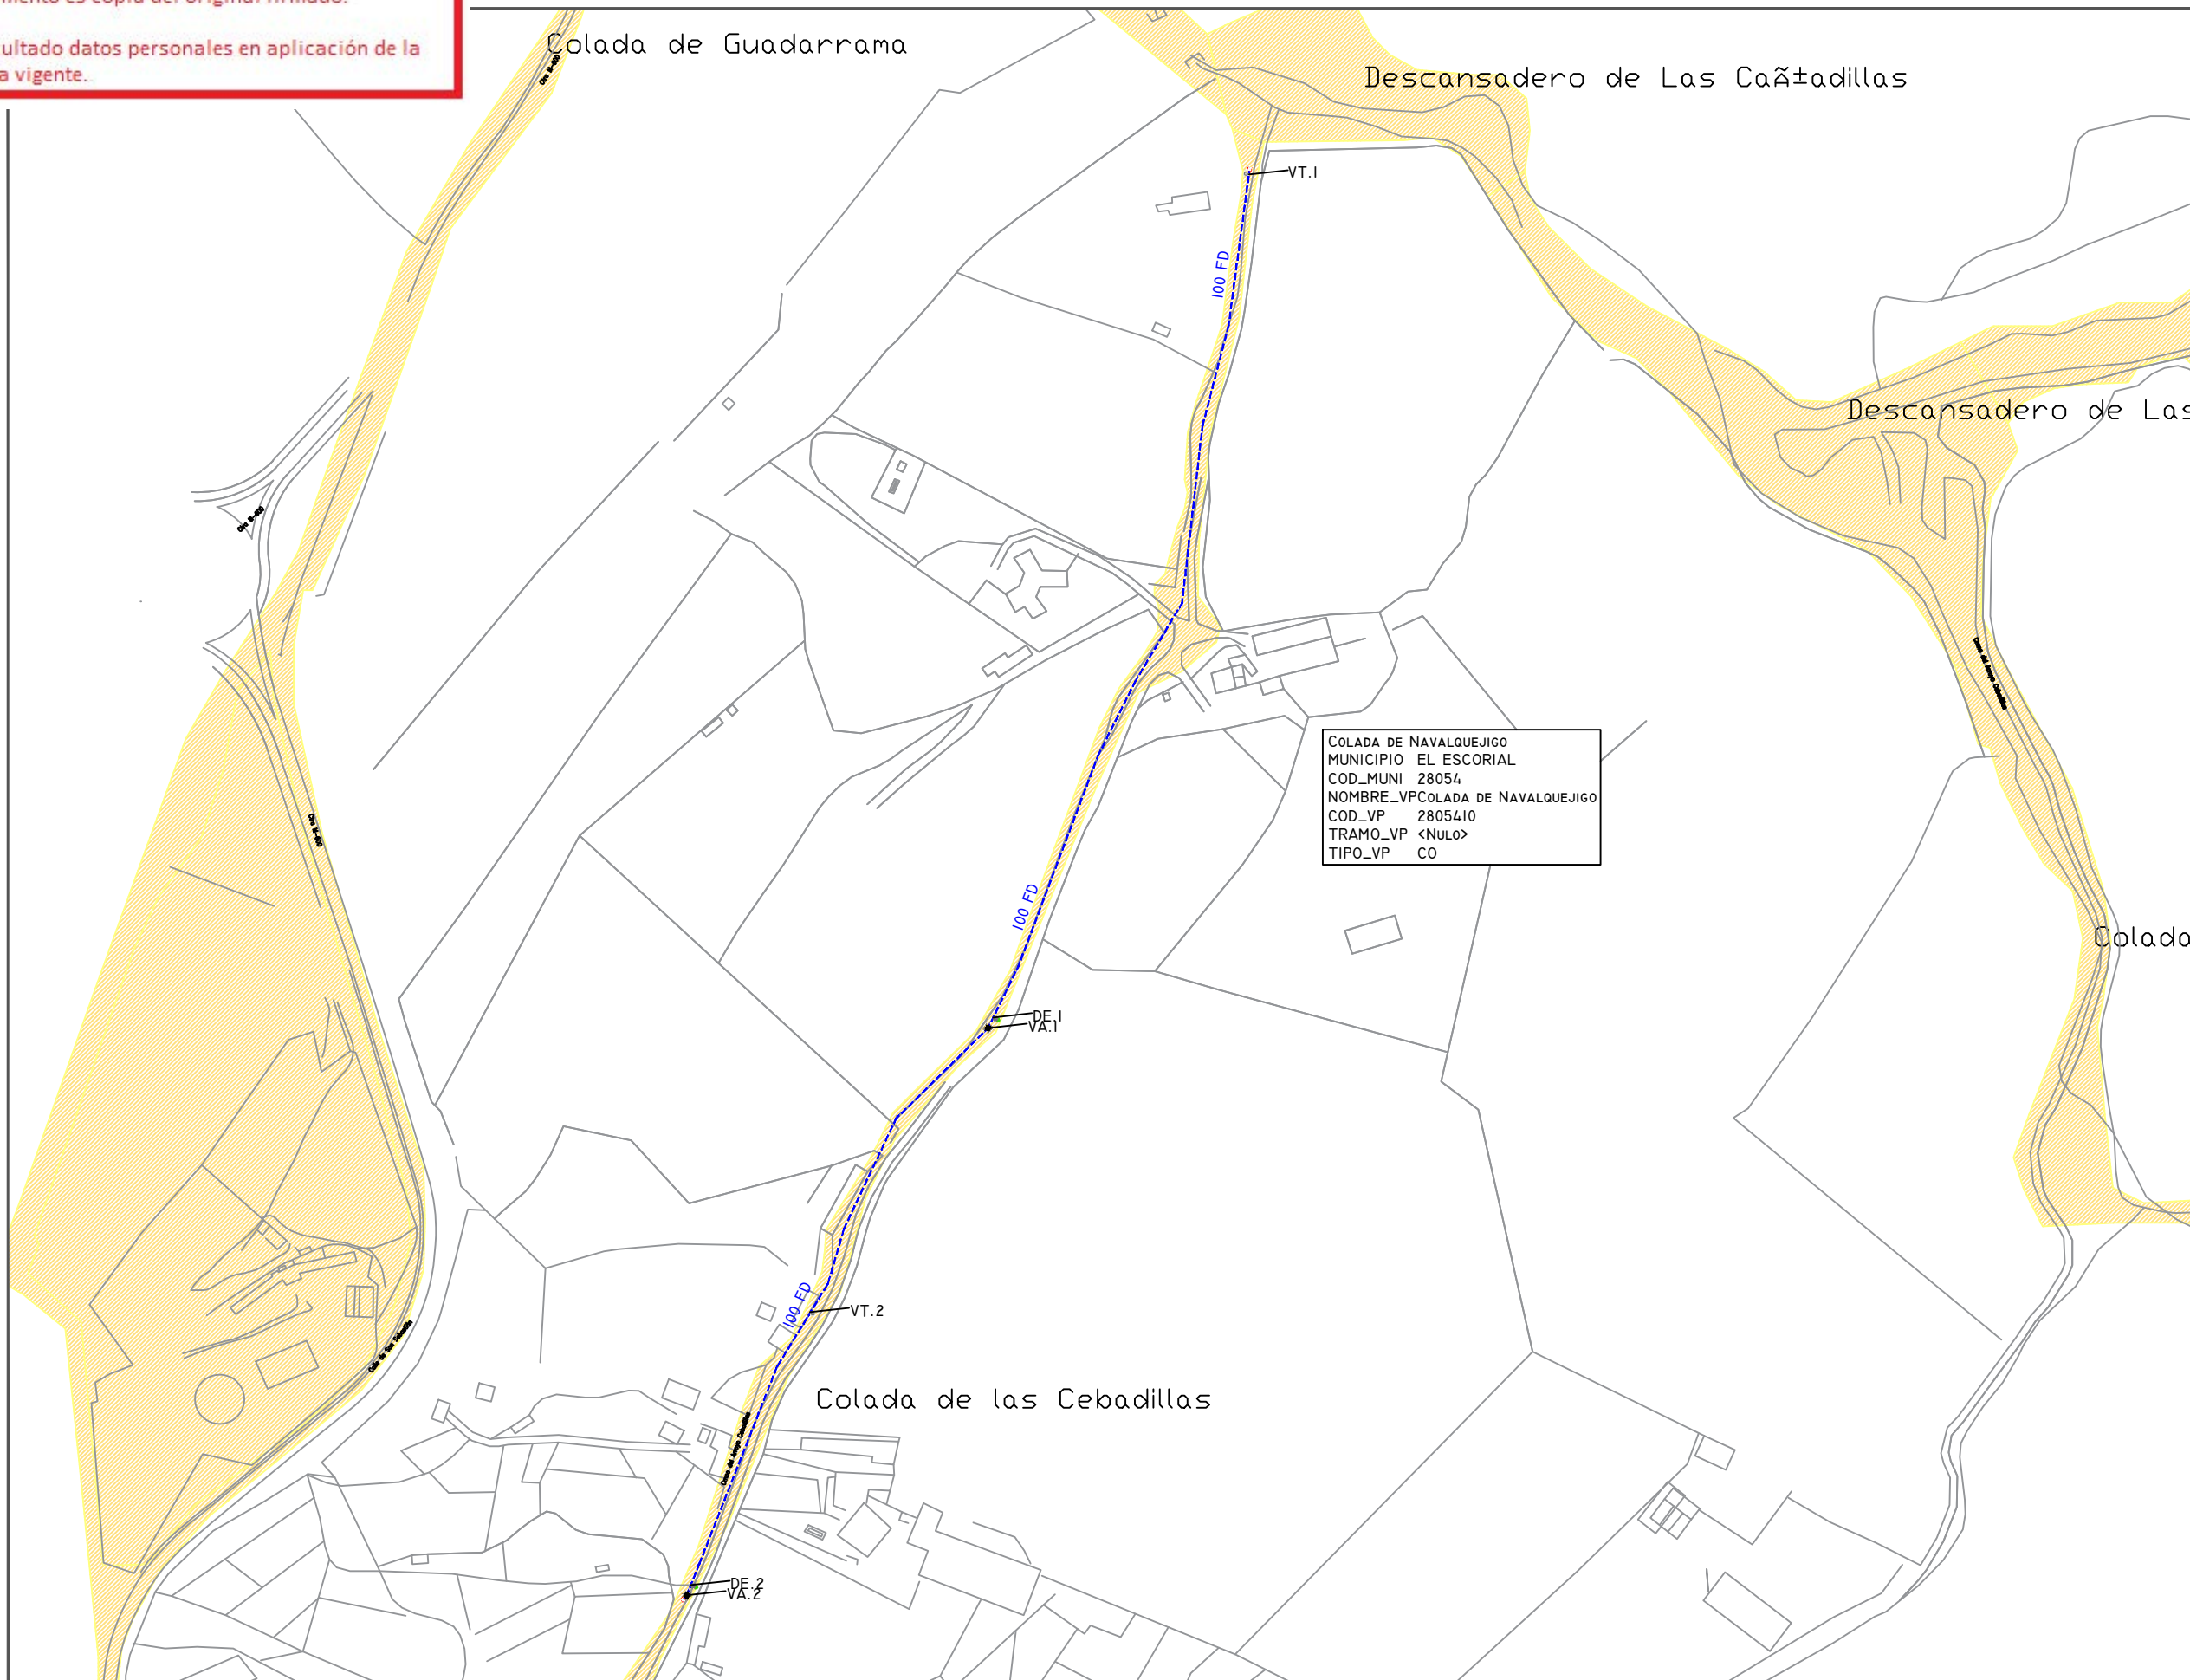 ultado datos personales en aplicación de la
a vigente.
Colada de Guadarrama
Descansadero de Las CaÃ±adillas
VT.1
100 FD
Descansadero de Las
COLADA DE NAVALQUEJIGO
MUNICIPIO EL ESCORIAL
COD_MUNI 28054
NOMBRE_VPCOLADA DE NAVALQUEJIGO
COD_VP 2805410
TRAMO_VP <NULO>
TIPO_VP CO
100 FD
Colada
DE.1
VA.1
100 FD
VT.2
Colada de las Cebadillas
DE.2
VA.2